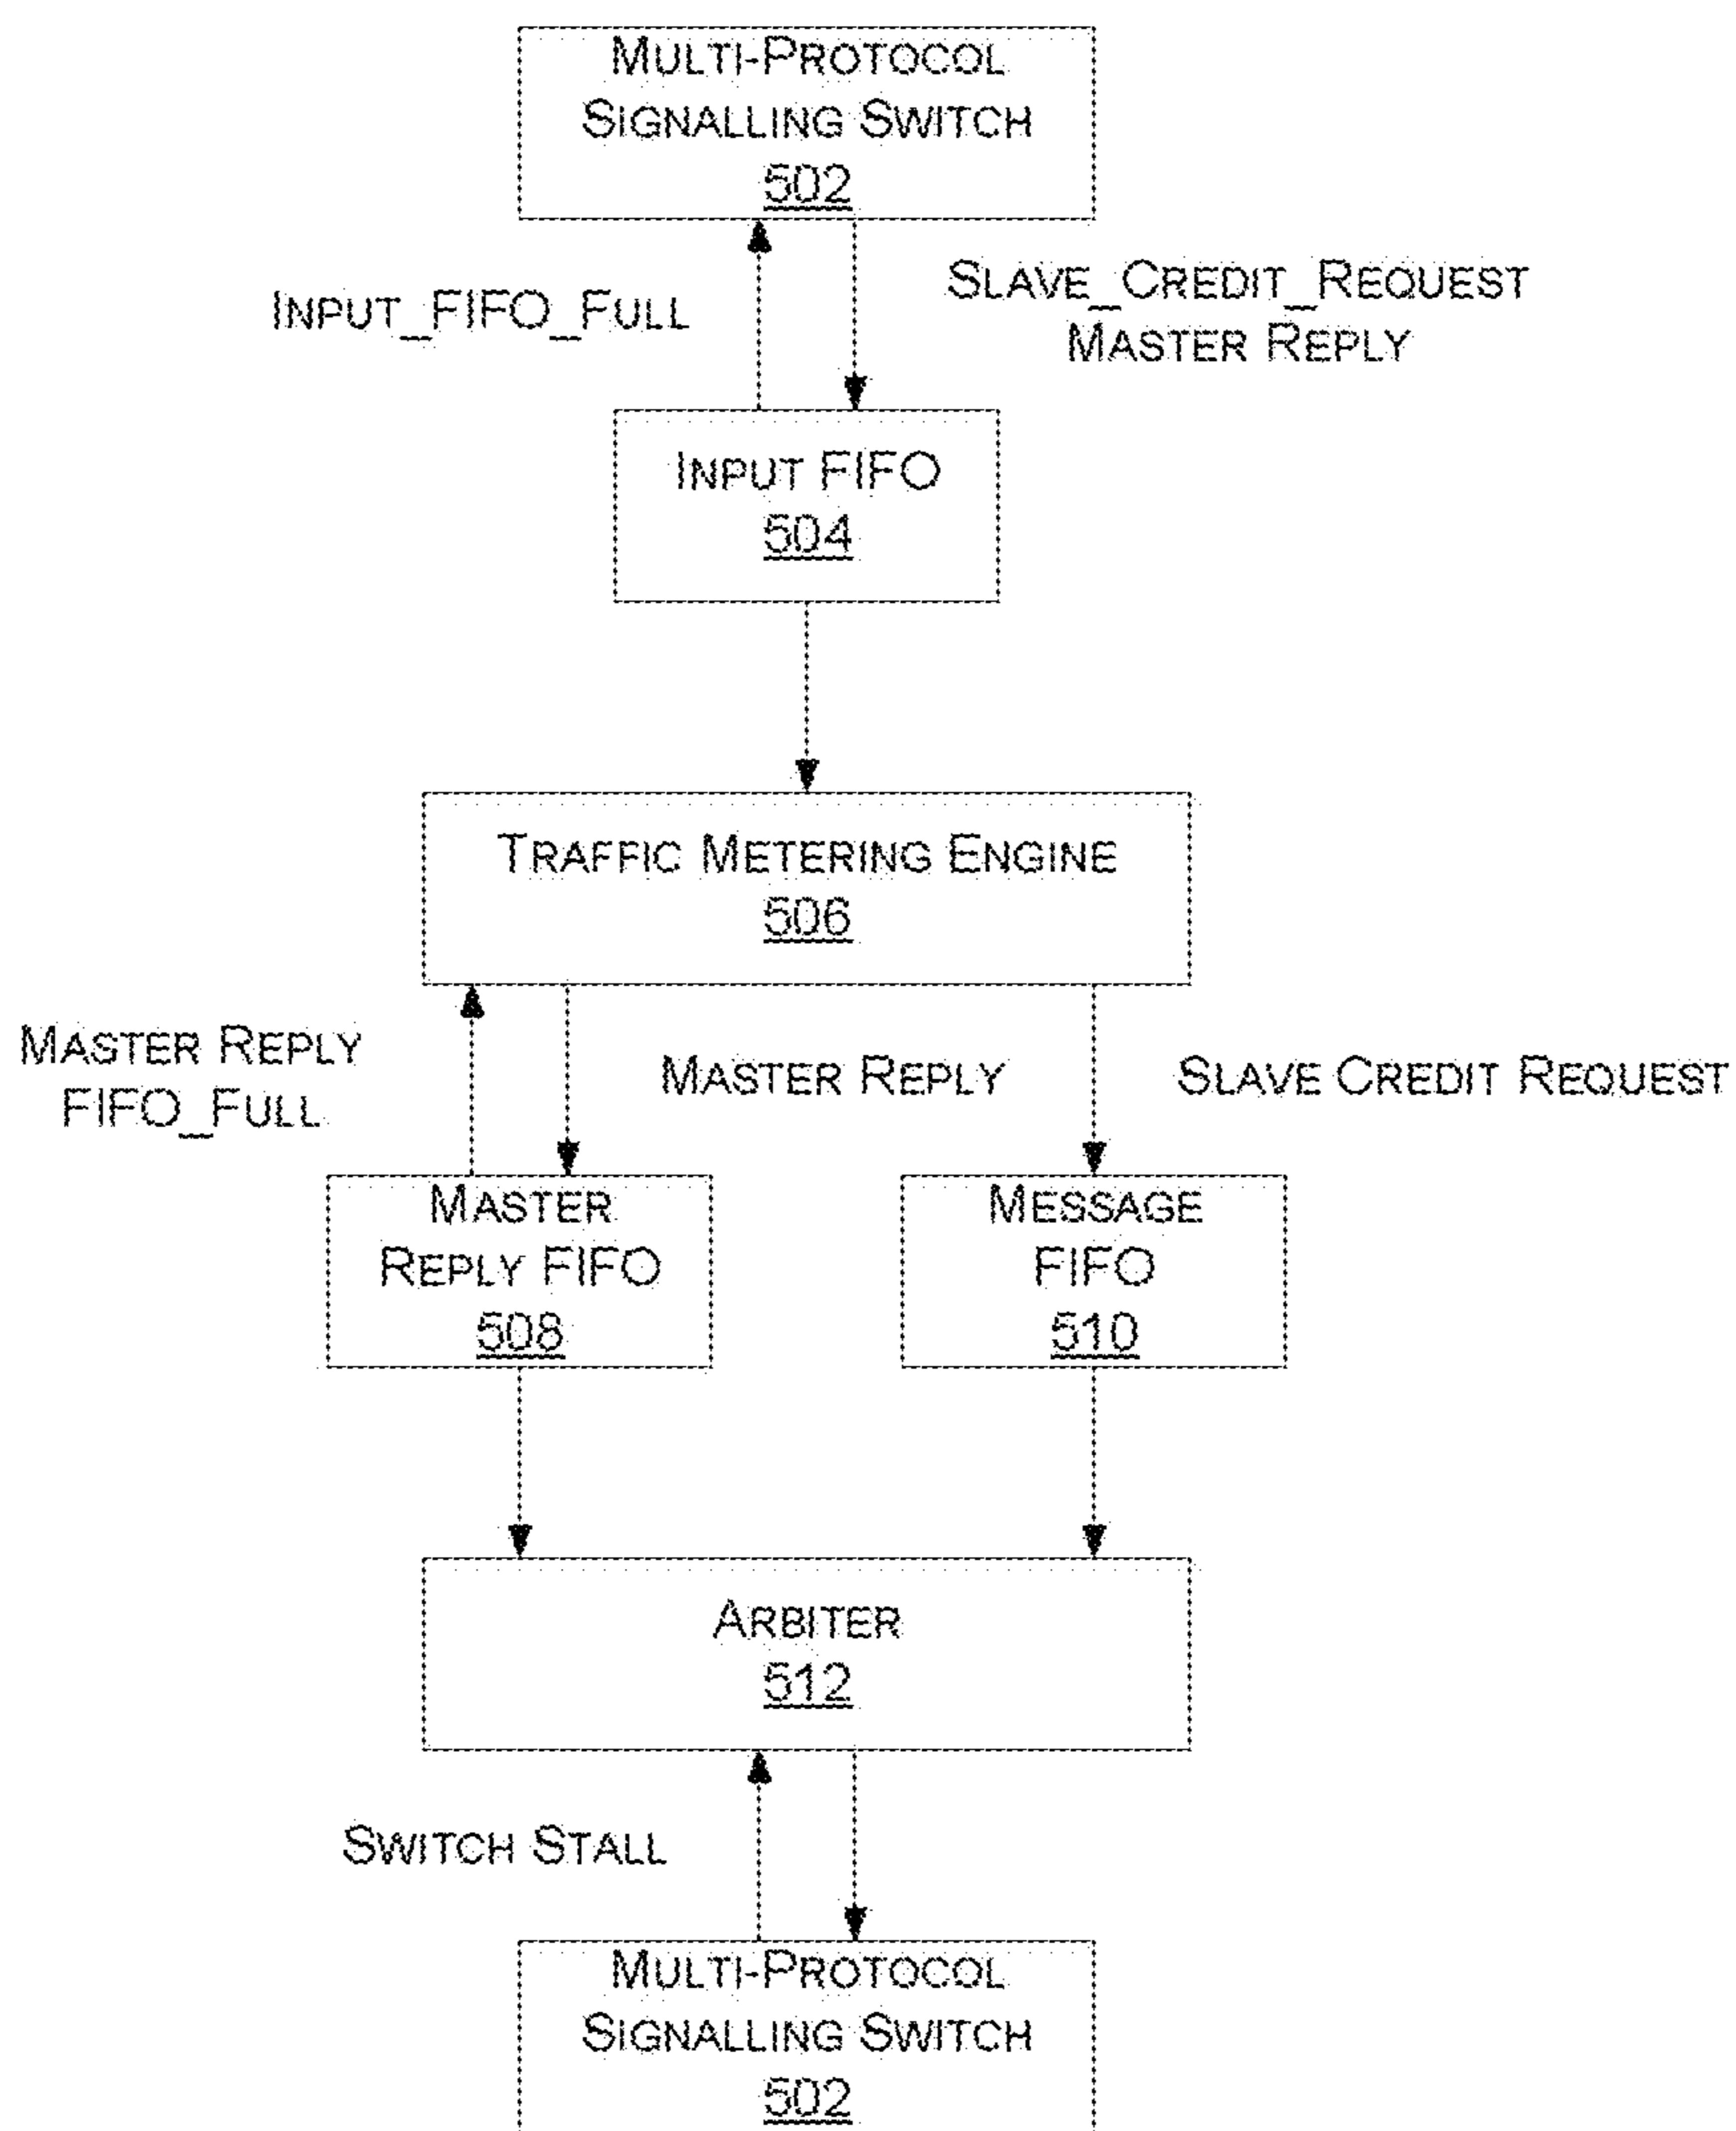 MULTI-PROTOCOL
SIGNALLING SWITCH
502
INPUT_FIFO_FULL
SLAVE_CREDIT_REQUEST
MASTER REPLY
INPUT FIFO
504
TRAFFIC METERING ENGINE
506
MASTER REPLY
FIFO_FULL
MASTER REPLY
SLAVE CREDIT REQUEST
MASTER
REPLY FIFO
508
MESSAGE
FIFO
510
ARBITER
512
SWITCH STALL
MULTI-PROTOCOL
SIGNALLING SWITCH
502